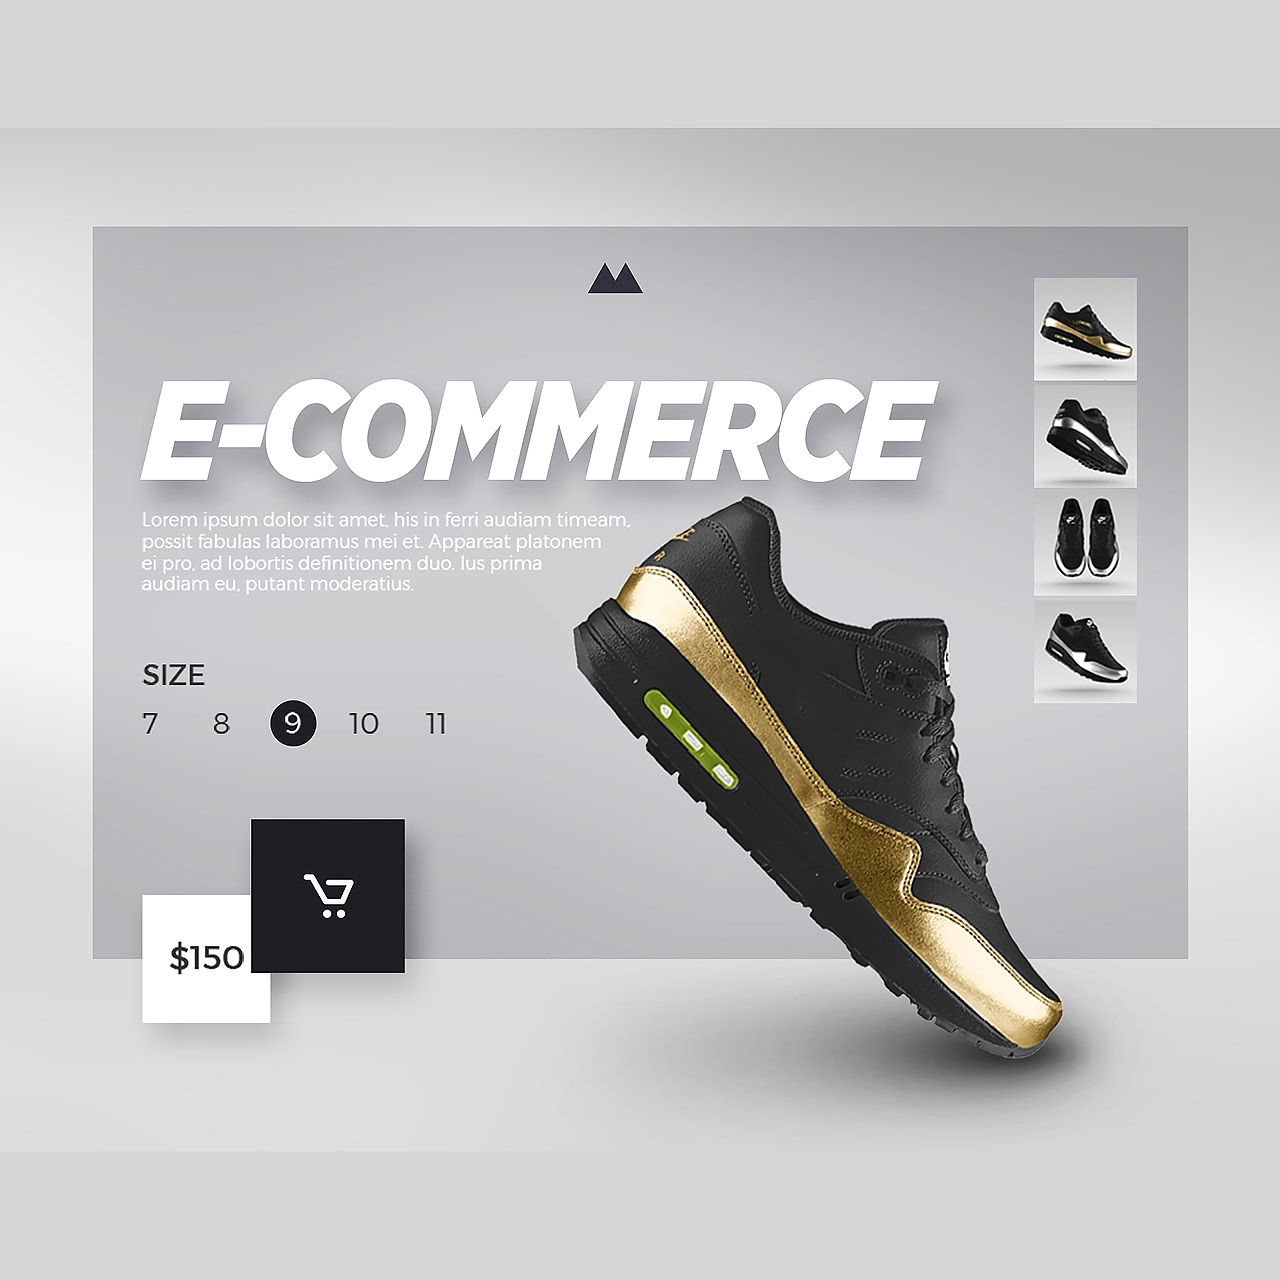 E-COMMERCE
Lorem ipsum dolor sit amet, his in ferri audiam timeam,
possit fabulas laboramus mei et. Appareat platonem
ei pro, ad lobortis definitionem duo. Ius prima
audiam eu, putant moderatius.
SIZE
7 8 9 10 11
$150